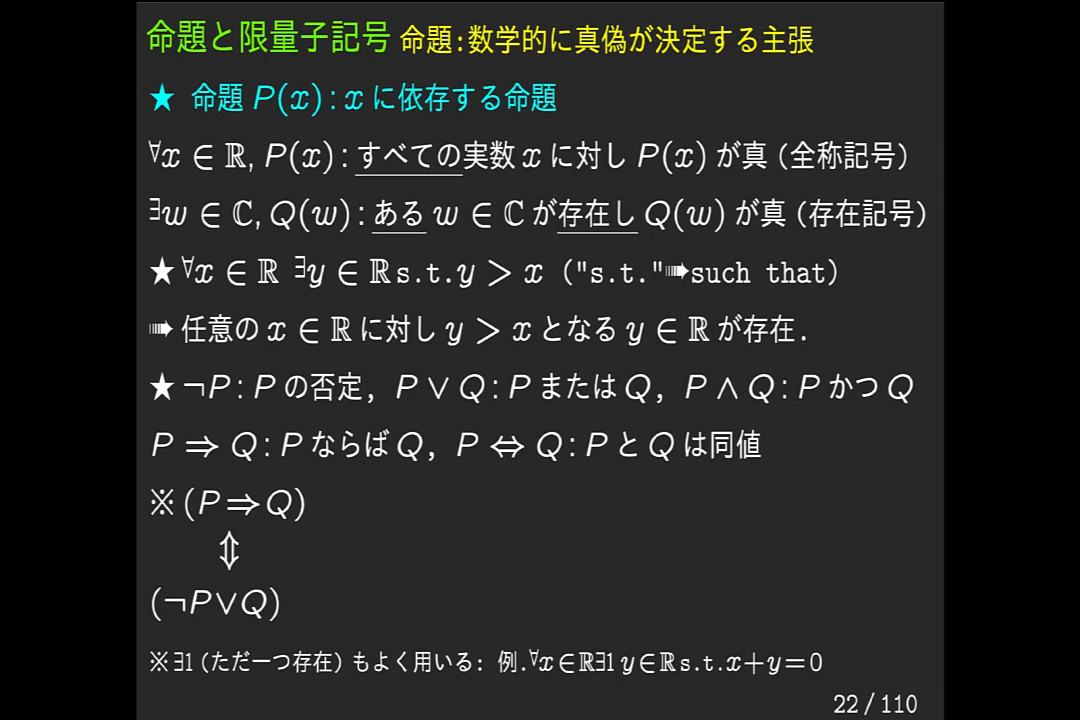 命題と限量子記号 命題:数学的に真偽が決定する主張
★ 命題 P(x) : x に依存する命題
∀x ∈ ℝ, P(x) : すべての実数 x に対し P(x) が真 (全称記号)
∃w ∈ ℂ, Q(w) : ある w ∈ ℂ が存在し Q(w) が真 (存在記号)
★ ∀x ∈ ℝ ∃y ∈ ℝ s.t. y > x ("s.t."➠such that)
➠ 任意の x ∈ ℝ に対し y > x となる y ∈ ℝ が存在.
★ ¬P : P の否定, P ∨ Q : P または Q, P ∧ Q : P かつ Q
P ⇒ Q : P ならば Q, P ⇔ Q : P と Q は同値
※ (P ⇒ Q)
⇕
(¬P∨Q)
※ ∃1 (ただ一つ存在) もよく用いる: 例.∀x∈ℝ∃1 y∈ℝ s.t.x+y=0
22 / 110